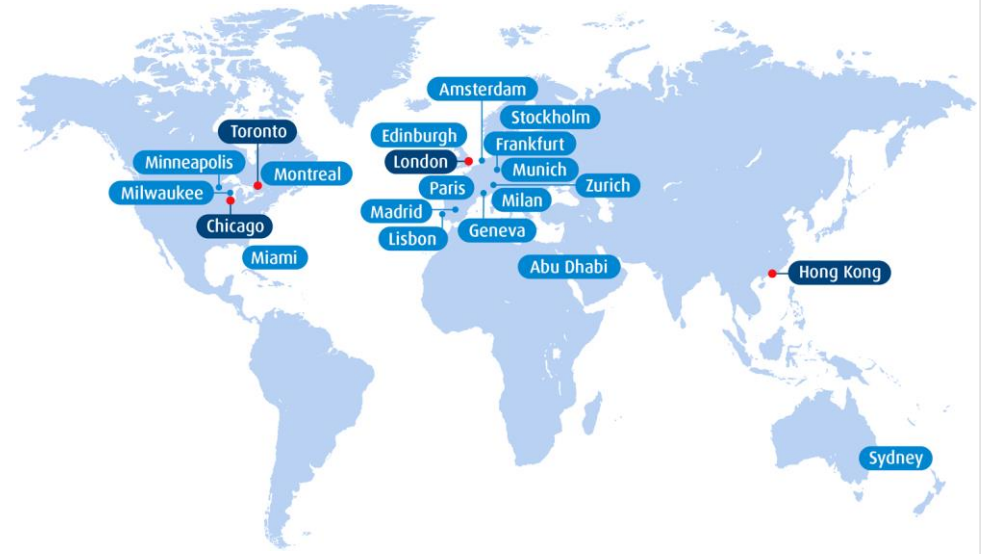 Amsterdam
Stockholm
Toronto
Edinburgh
Frankfurt
Minneapolis
London
Montreal
Munich
Milwaukee
Paris
Zurich
Milan
Madrid
Chicago
Geneva
Lisbon
Miami
Abu Dhabi
Hong Kong
Sydney